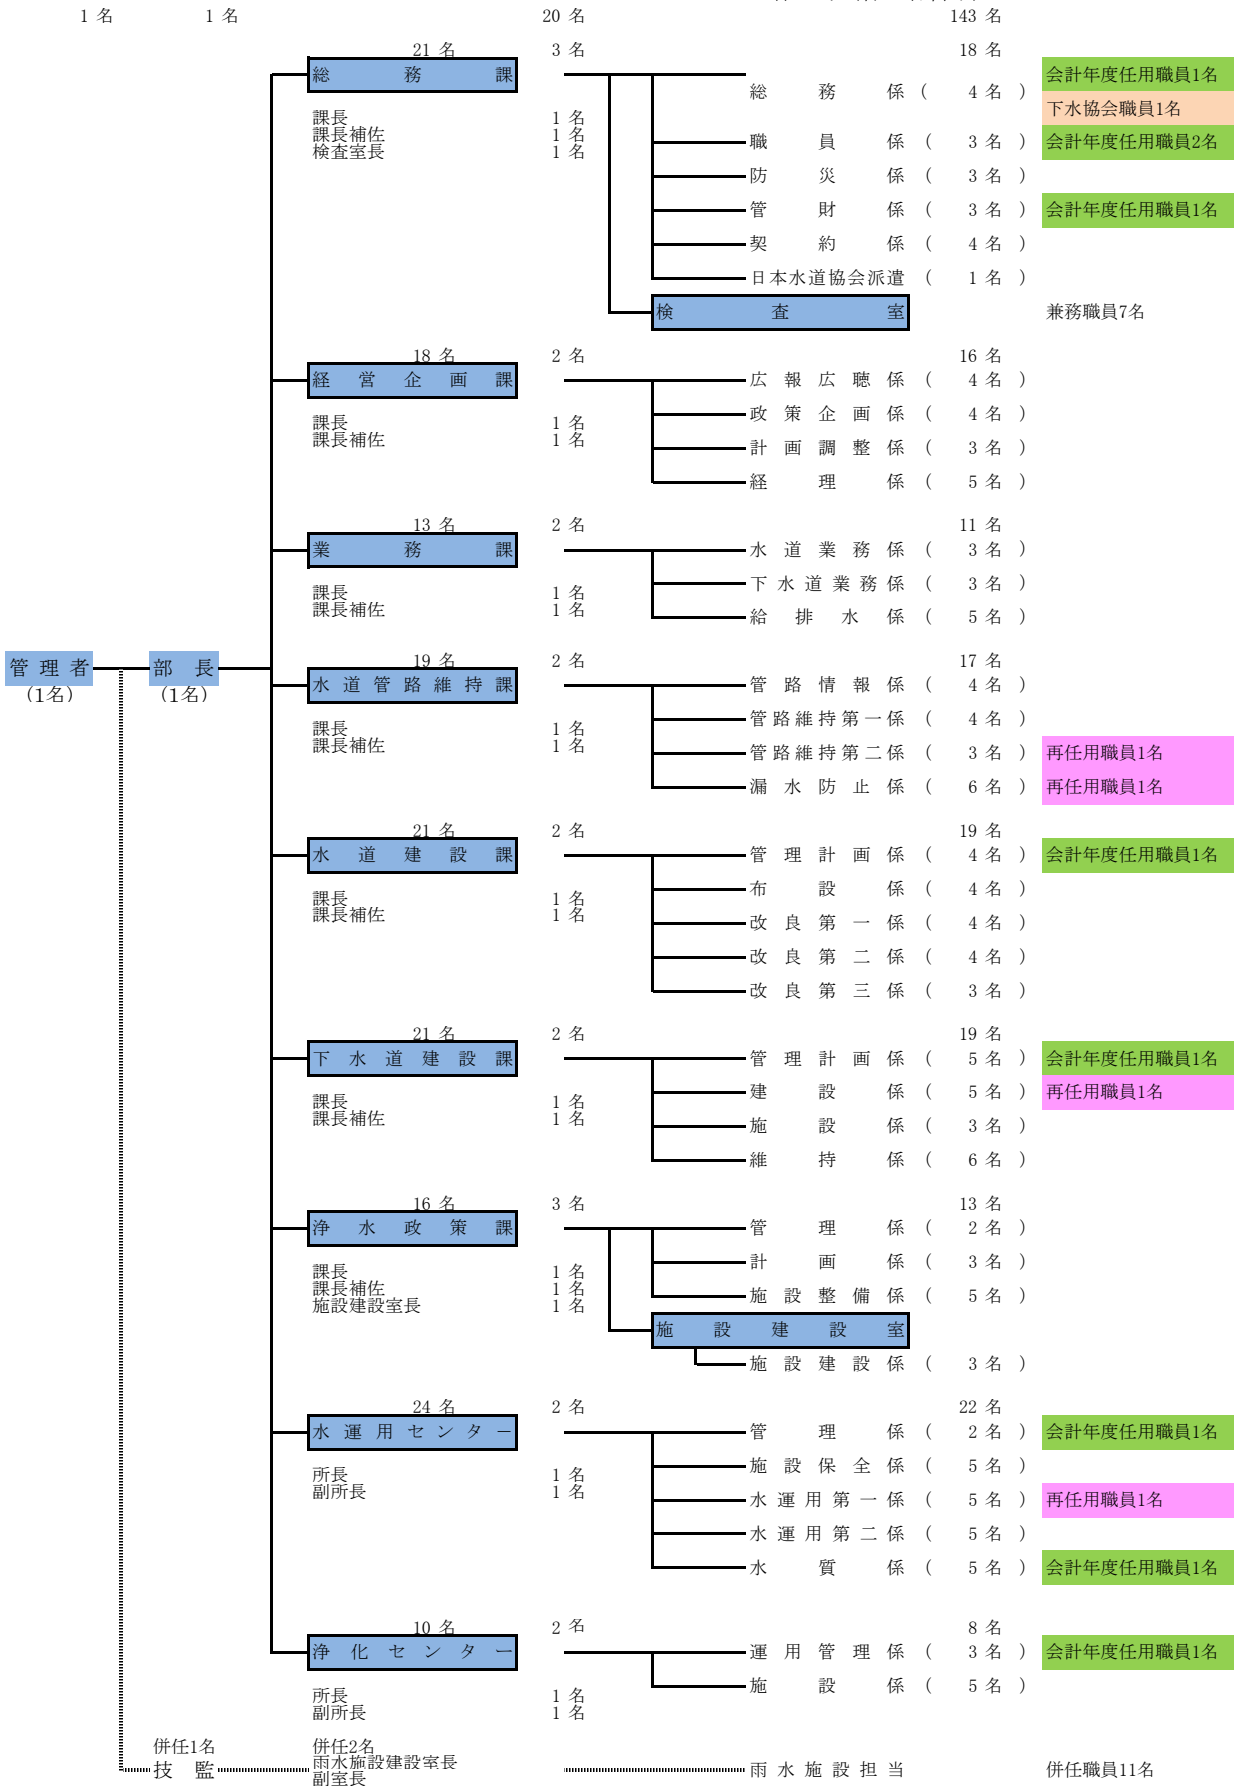 1 名 1 名 20 名 143 名
21 名 3 名 18 名
総務課
総務係 ( 4 名 ) 会計年度任用職員1名
下水協会職員1名
課長 1 名
課長補佐 1 名
検査室長 1 名
職員係 ( 3 名 ) 会計年度任用職員2名
防災係 ( 3 名 )
管財係 ( 3 名 ) 会計年度任用職員1名
契約係 ( 4 名 )
日本水道協会派遣 ( 1 名 )
検査室 兼務職員7名
18 名 2 名 16 名
経営企画課 広報広聴係 ( 4 名 )
課長 1 名
課長補佐 1 名
政策企画係 ( 4 名 )
計画調整係 ( 3 名 )
経理係 ( 5 名 )
13 名 2 名 11 名
業務課 水道業務係 ( 3 名 )
課長 1 名
課長補佐 1 名
下水道業務係 ( 3 名 )
給排水係 ( 5 名 )
管理者 部長
(1名) (1名)
19 名 2 名 17 名
水道管路維持課 管路情報係 ( 4 名 )
課長 1 名
課長補佐 1 名
管路維持第一係 ( 4 名 )
管路維持第二係 ( 3 名 ) 再任用職員1名
漏水防止係 ( 6 名 ) 再任用職員1名
21 名 2 名 19 名
水道建設課 管理計画係 ( 4 名 ) 会計年度任用職員1名
課長 1 名
課長補佐 1 名
布設係 ( 4 名 )
改良第一係 ( 4 名 )
改良第二係 ( 4 名 )
改良第三係 ( 3 名 )
21 名 2 名 19 名
下水道建設課 管理計画係 ( 5 名 ) 会計年度任用職員1名
課長 1 名
課長補佐 1 名
建設係 ( 5 名 ) 再任用職員1名
施設係 ( 3 名 )
維持係 ( 6 名 )
16 名 3 名 13 名
浄水政策課 管理係 ( 2 名 )
課長 1 名
課長補佐 1 名
施設建設室長 1 名
計画係 ( 3 名 )
施設整備係 ( 5 名 )
施設建設室
施設建設係 ( 3 名 )
24 名 2 名 22 名
水運用センター 管理係 ( 2 名 ) 会計年度任用職員1名
所長 1 名
副所長 1 名
施設保全係 ( 5 名 )
水運用第一係 ( 5 名 ) 再任用職員1名
水運用第二係 ( 5 名 )
水質係 ( 5 名 ) 会計年度任用職員1名
10 名 2 名 8 名
浄化センター 運用管理係 ( 3 名 ) 会計年度任用職員1名
施設係 ( 5 名 )
所長 1 名
副所長 1 名
併任1名 併任2名
技監 雨水施設建設室長 雨水施設担当 併任職員11名
副室長